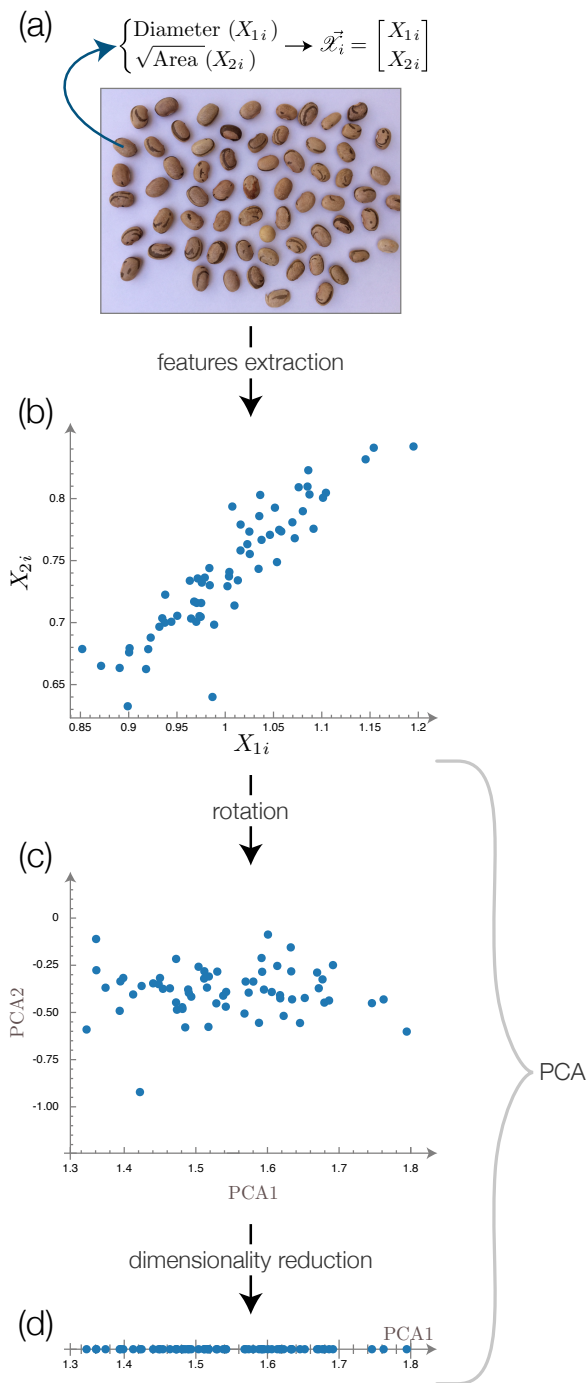 (a)
Diameter (X₁ᵢ)
√Area (X₂ᵢ)
→ 𝒳⃗ᵢ = [X₁ᵢ
X₂ᵢ]
features extraction
(b)
0.8
0.75
0.7
0.65
X₂ᵢ
0.85 0.9 0.95 1 1.05 1.1 1.15 1.2
X₁ᵢ
rotation
(c)
0
-0.25
-0.50
-0.75
-1.00
PCA2
1.3 1.4 1.5 1.6 1.7 1.8
PCA1
PCA
dimensionality reduction
(d)
PCA1
1.3 1.4 1.5 1.6 1.7 1.8